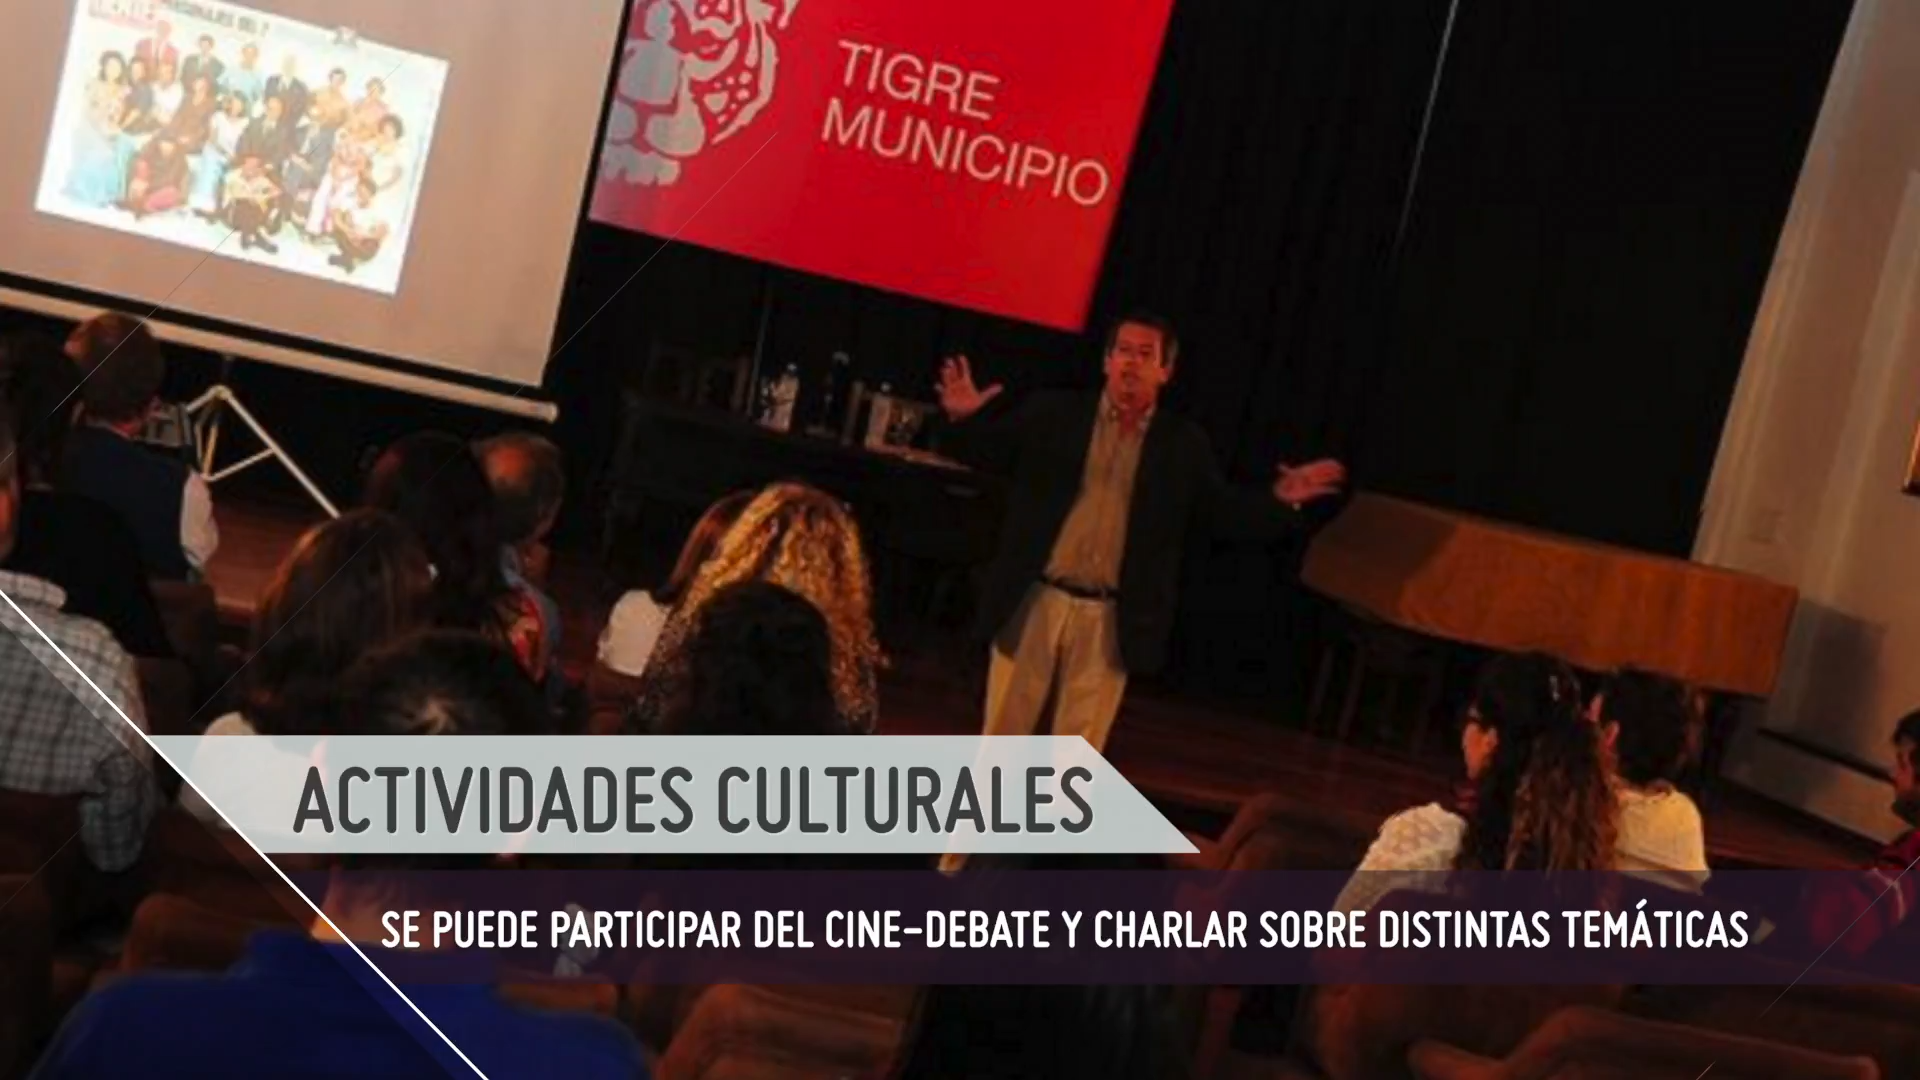 TIGRE
MUNICIPIO
ACTIVIDADES CULTURALES
SE PUEDE PARTICIPAR DEL CINE-DEBATE Y CHARLAR SOBRE DISTINTAS TEMÁTICAS